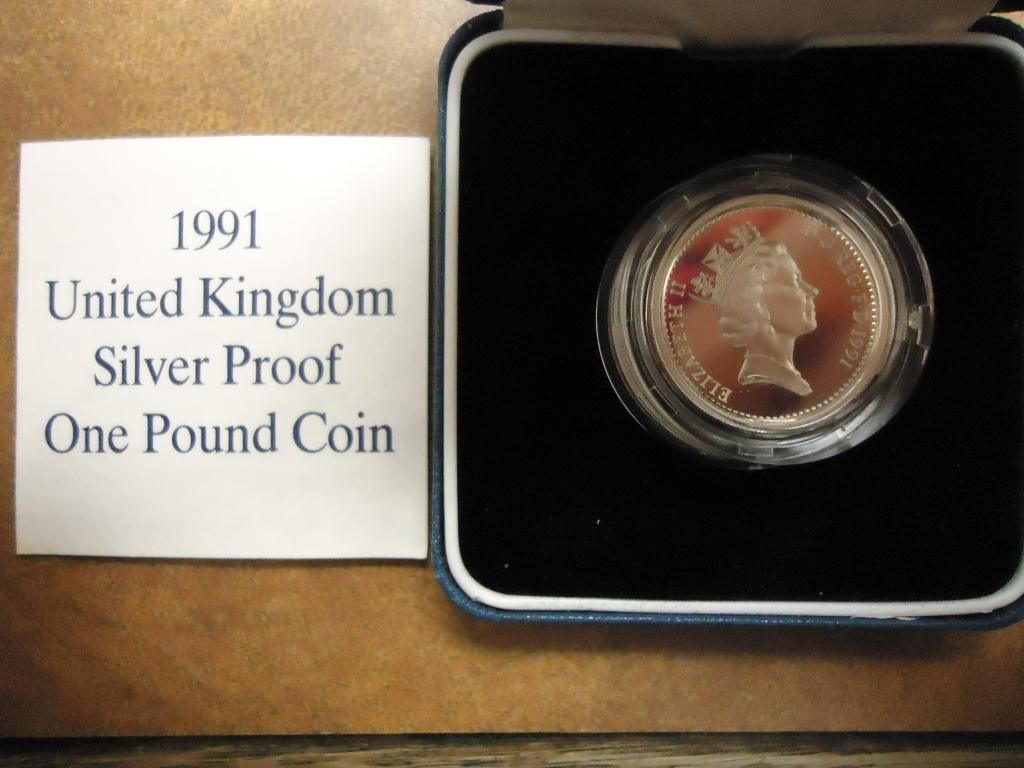 1991
United Kingdom
Silver Proof
One Pound Coin
ELIZABETH II
F·D·1991